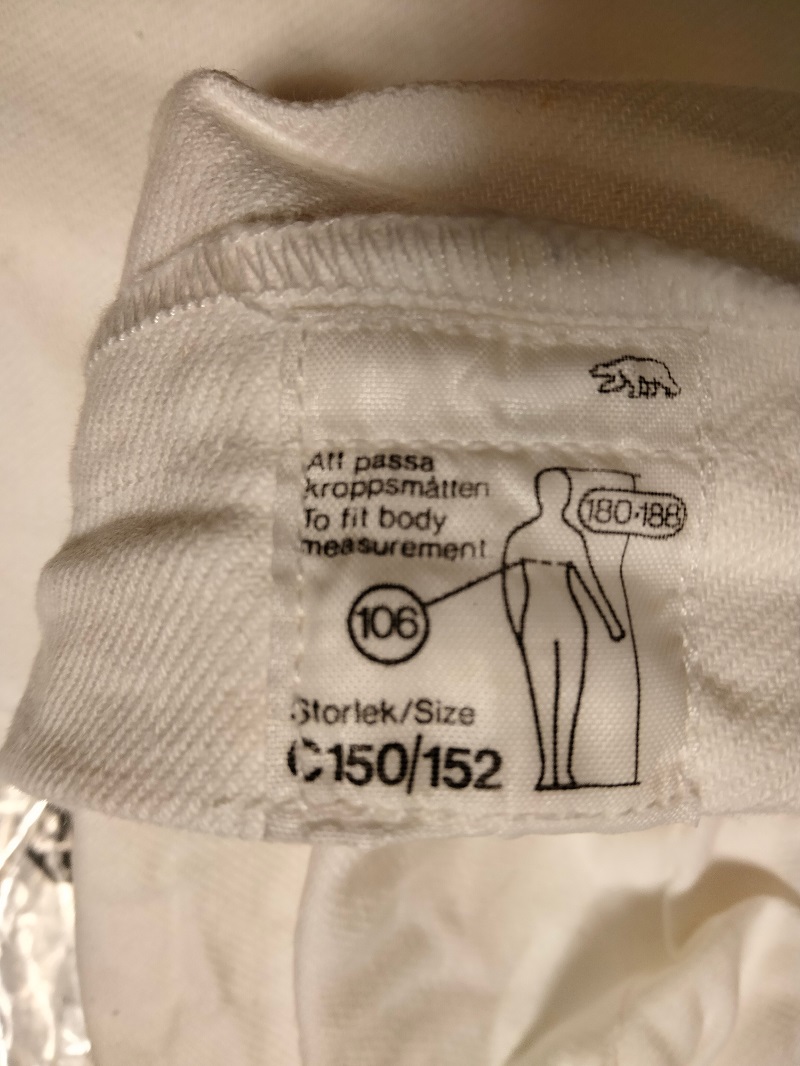 Att passa
kroppsmåtten
To fit body
measurement
180-188
106
Storlek/Size
C150/152